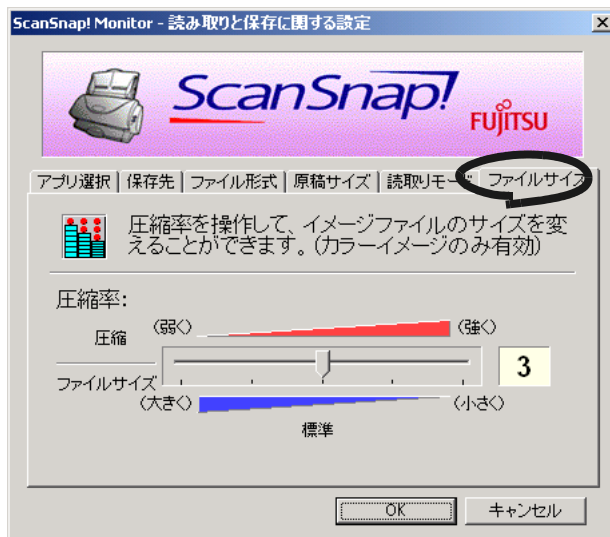 ScanSnap! Monitor - 読み取りと保存に関する設定
ScanSnap!
FUJITSU
アプリ選択 保存先 ファイル形式 原稿サイズ 読取りモード ファイルサイズ
圧縮率を操作して、イメージファイルのサイズを変
えることができます。(カラーイメージのみ有効)
圧縮率:
圧縮 (弱く) (強く)
3
ファイルサイズ
(大きく) (小さく)
標準
OK キャンセル